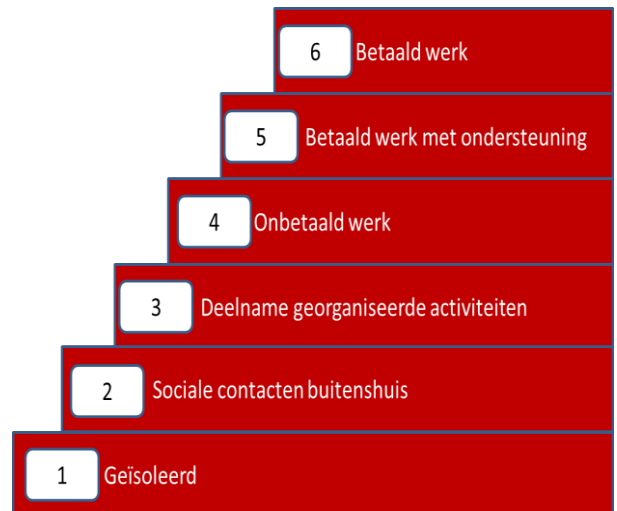 6 Betaald werk
5 Betaald werk met ondersteuning
4 Onbetaald werk
3 Deelname georganiseerde activiteiten
2 Sociale contacten buitenshuis
1 Geïsoleerd